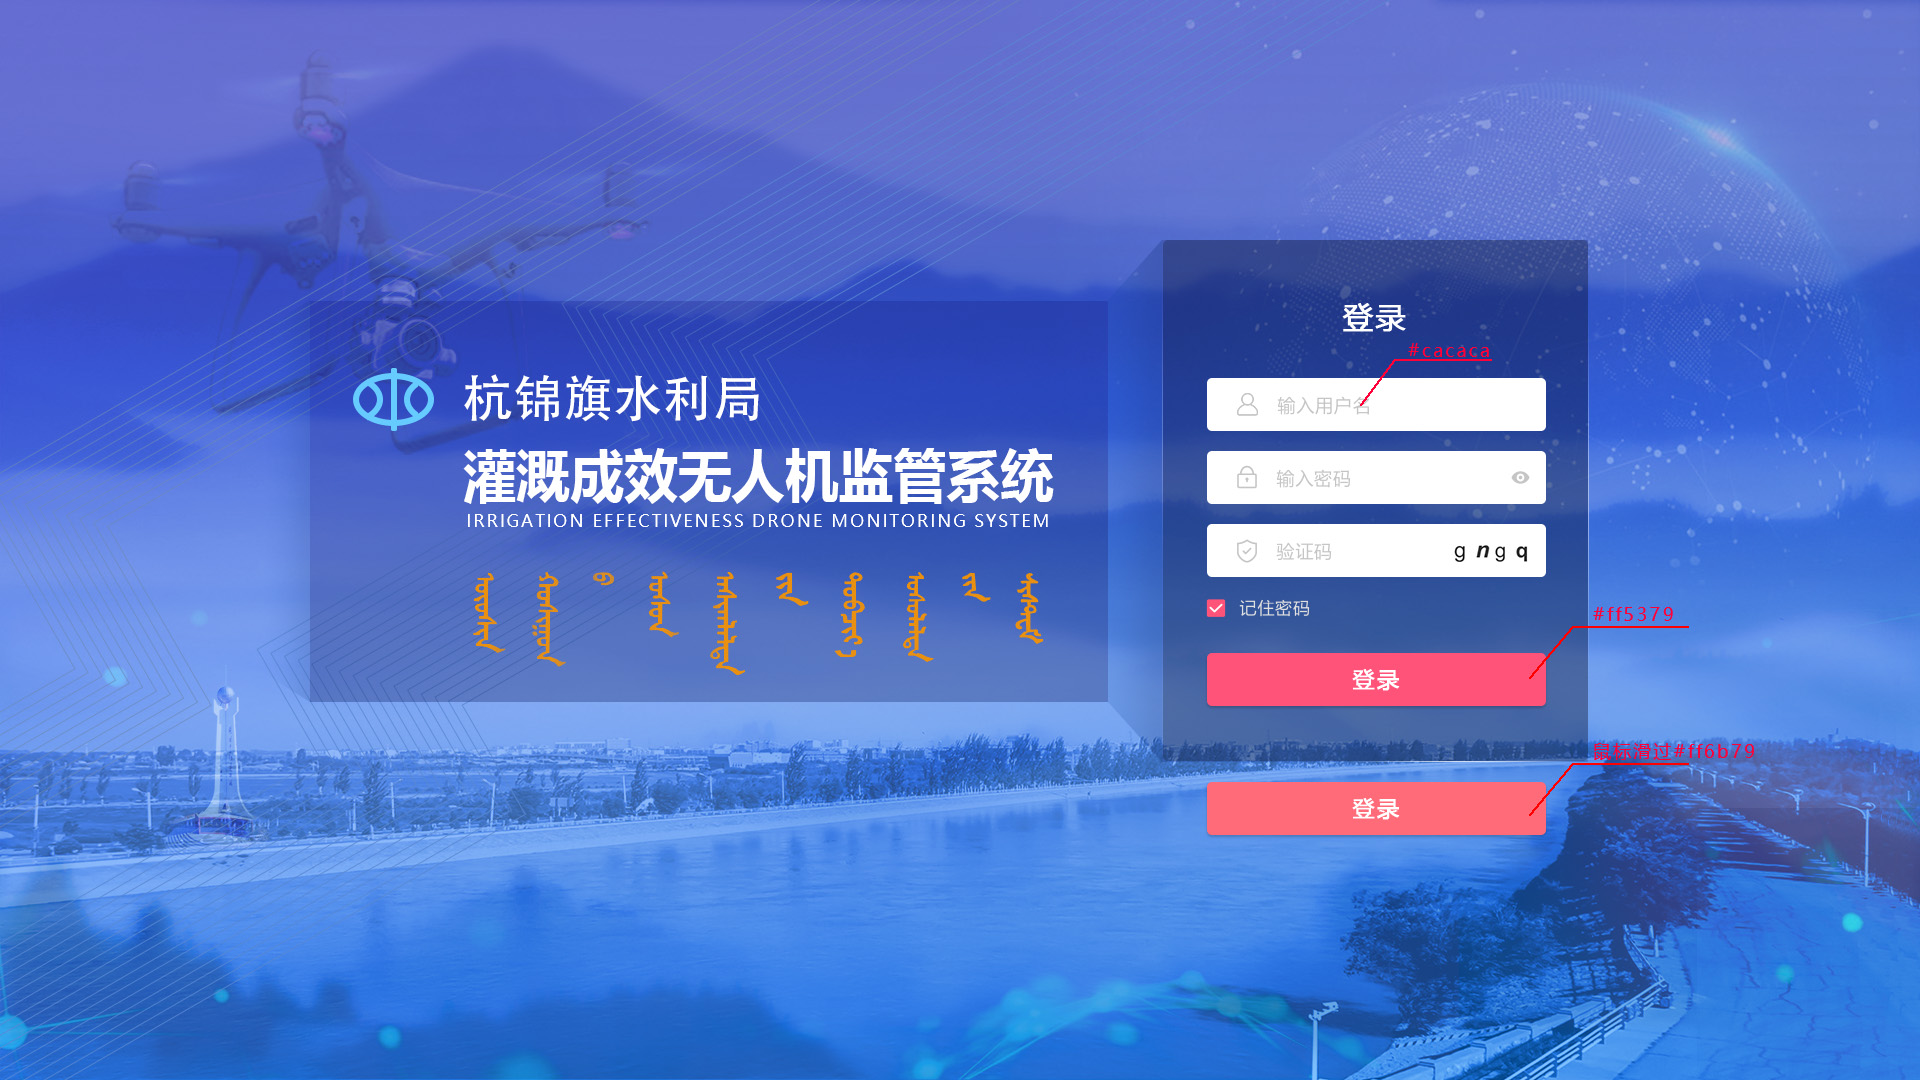 杭锦旗水利局
灌溉成效无人机监管系统
IRRIGATION EFFECTIVENESS DRONE MONITORING SYSTEM
登录
#cacaca
输入用户名
输入密码
验证码
g n g q
记住密码
#ff5379
登录
鼠标滑过#ff6b79
登录